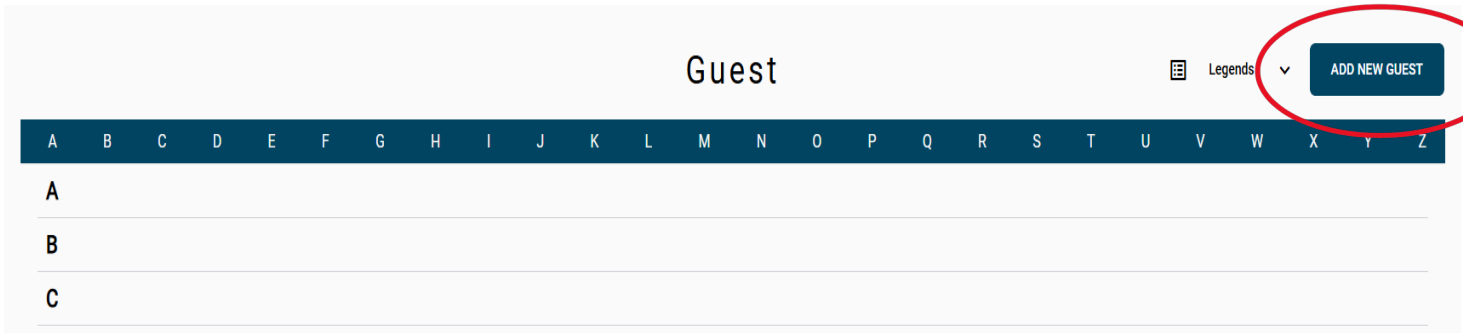 Guest
Legends
ADD NEW GUEST
A B C D E F G H I J K L M N O P Q R S T U V W X Y Z
A
B
C